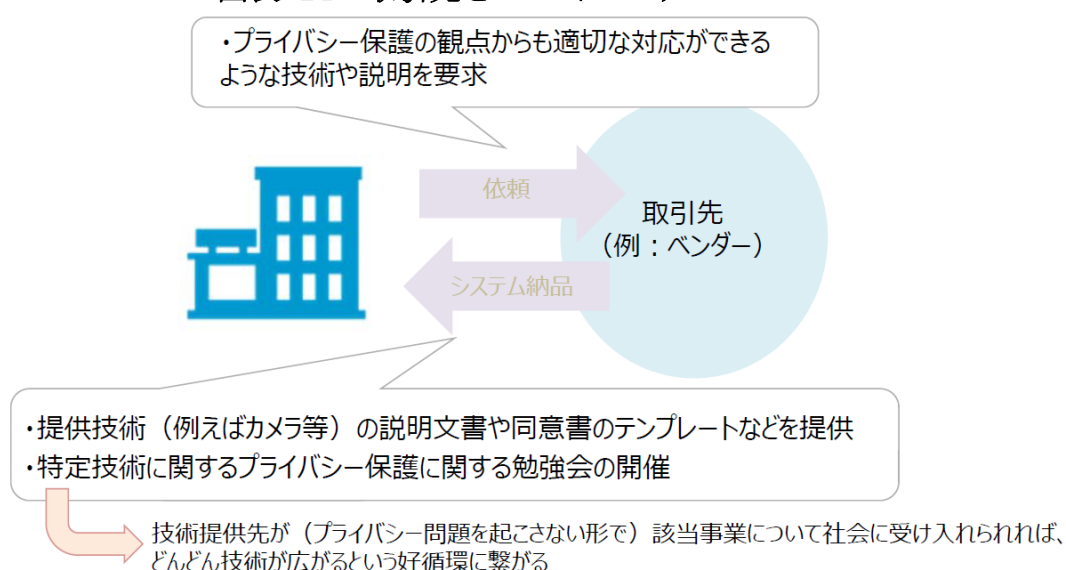 ・プライバシー保護の観点からも適切な対応ができる
ような技術や説明を要求
依頼
取引先
（例：ベンダー）
システム納品
・提供技術（例えばカメラ等）の説明文書や同意書のテンプレートなどを提供
・特定技術に関するプライバシー保護に関する勉強会の開催
技術提供先が（プライバシー問題を起こさない形で）該当事業について社会に受け入れられれば、
どんどん技術が広がるという好循環に繋がる